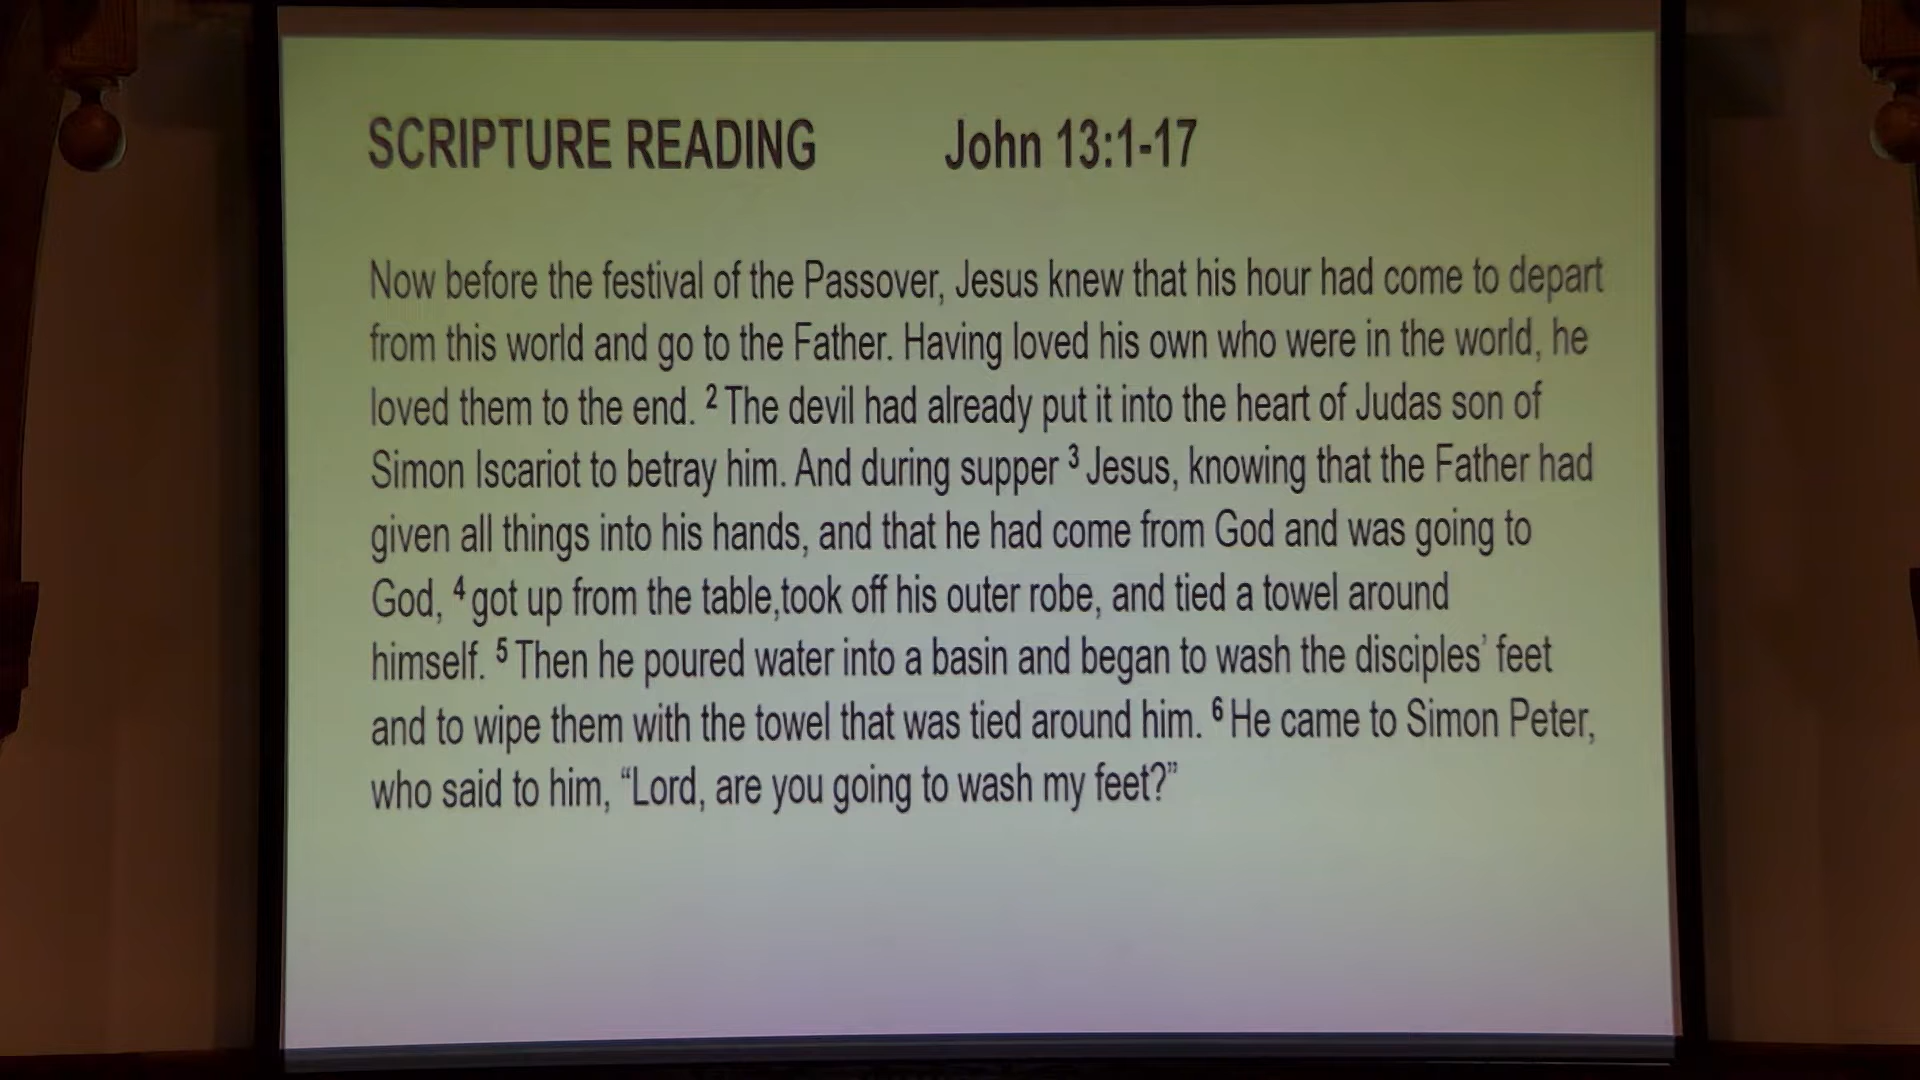 SCRIPTURE READING John 13:1-17
Now before the festival of the Passover, Jesus knew that his hour had come to depart
from this world and go to the Father. Having loved his own who were in the world, he
loved them to the end. ² The devil had already put it into the heart of Judas son of
Simon Iscariot to betray him. And during supper ³ Jesus, knowing that the Father had
given all things into his hands, and that he had come from God and was going to
God, ⁴ got up from the table,took off his outer robe, and tied a towel around
himself. ⁵ Then he poured water into a basin and began to wash the disciples’ feet
and to wipe them with the towel that was tied around him. ⁶ He came to Simon Peter,
who said to him, “Lord, are you going to wash my feet?”